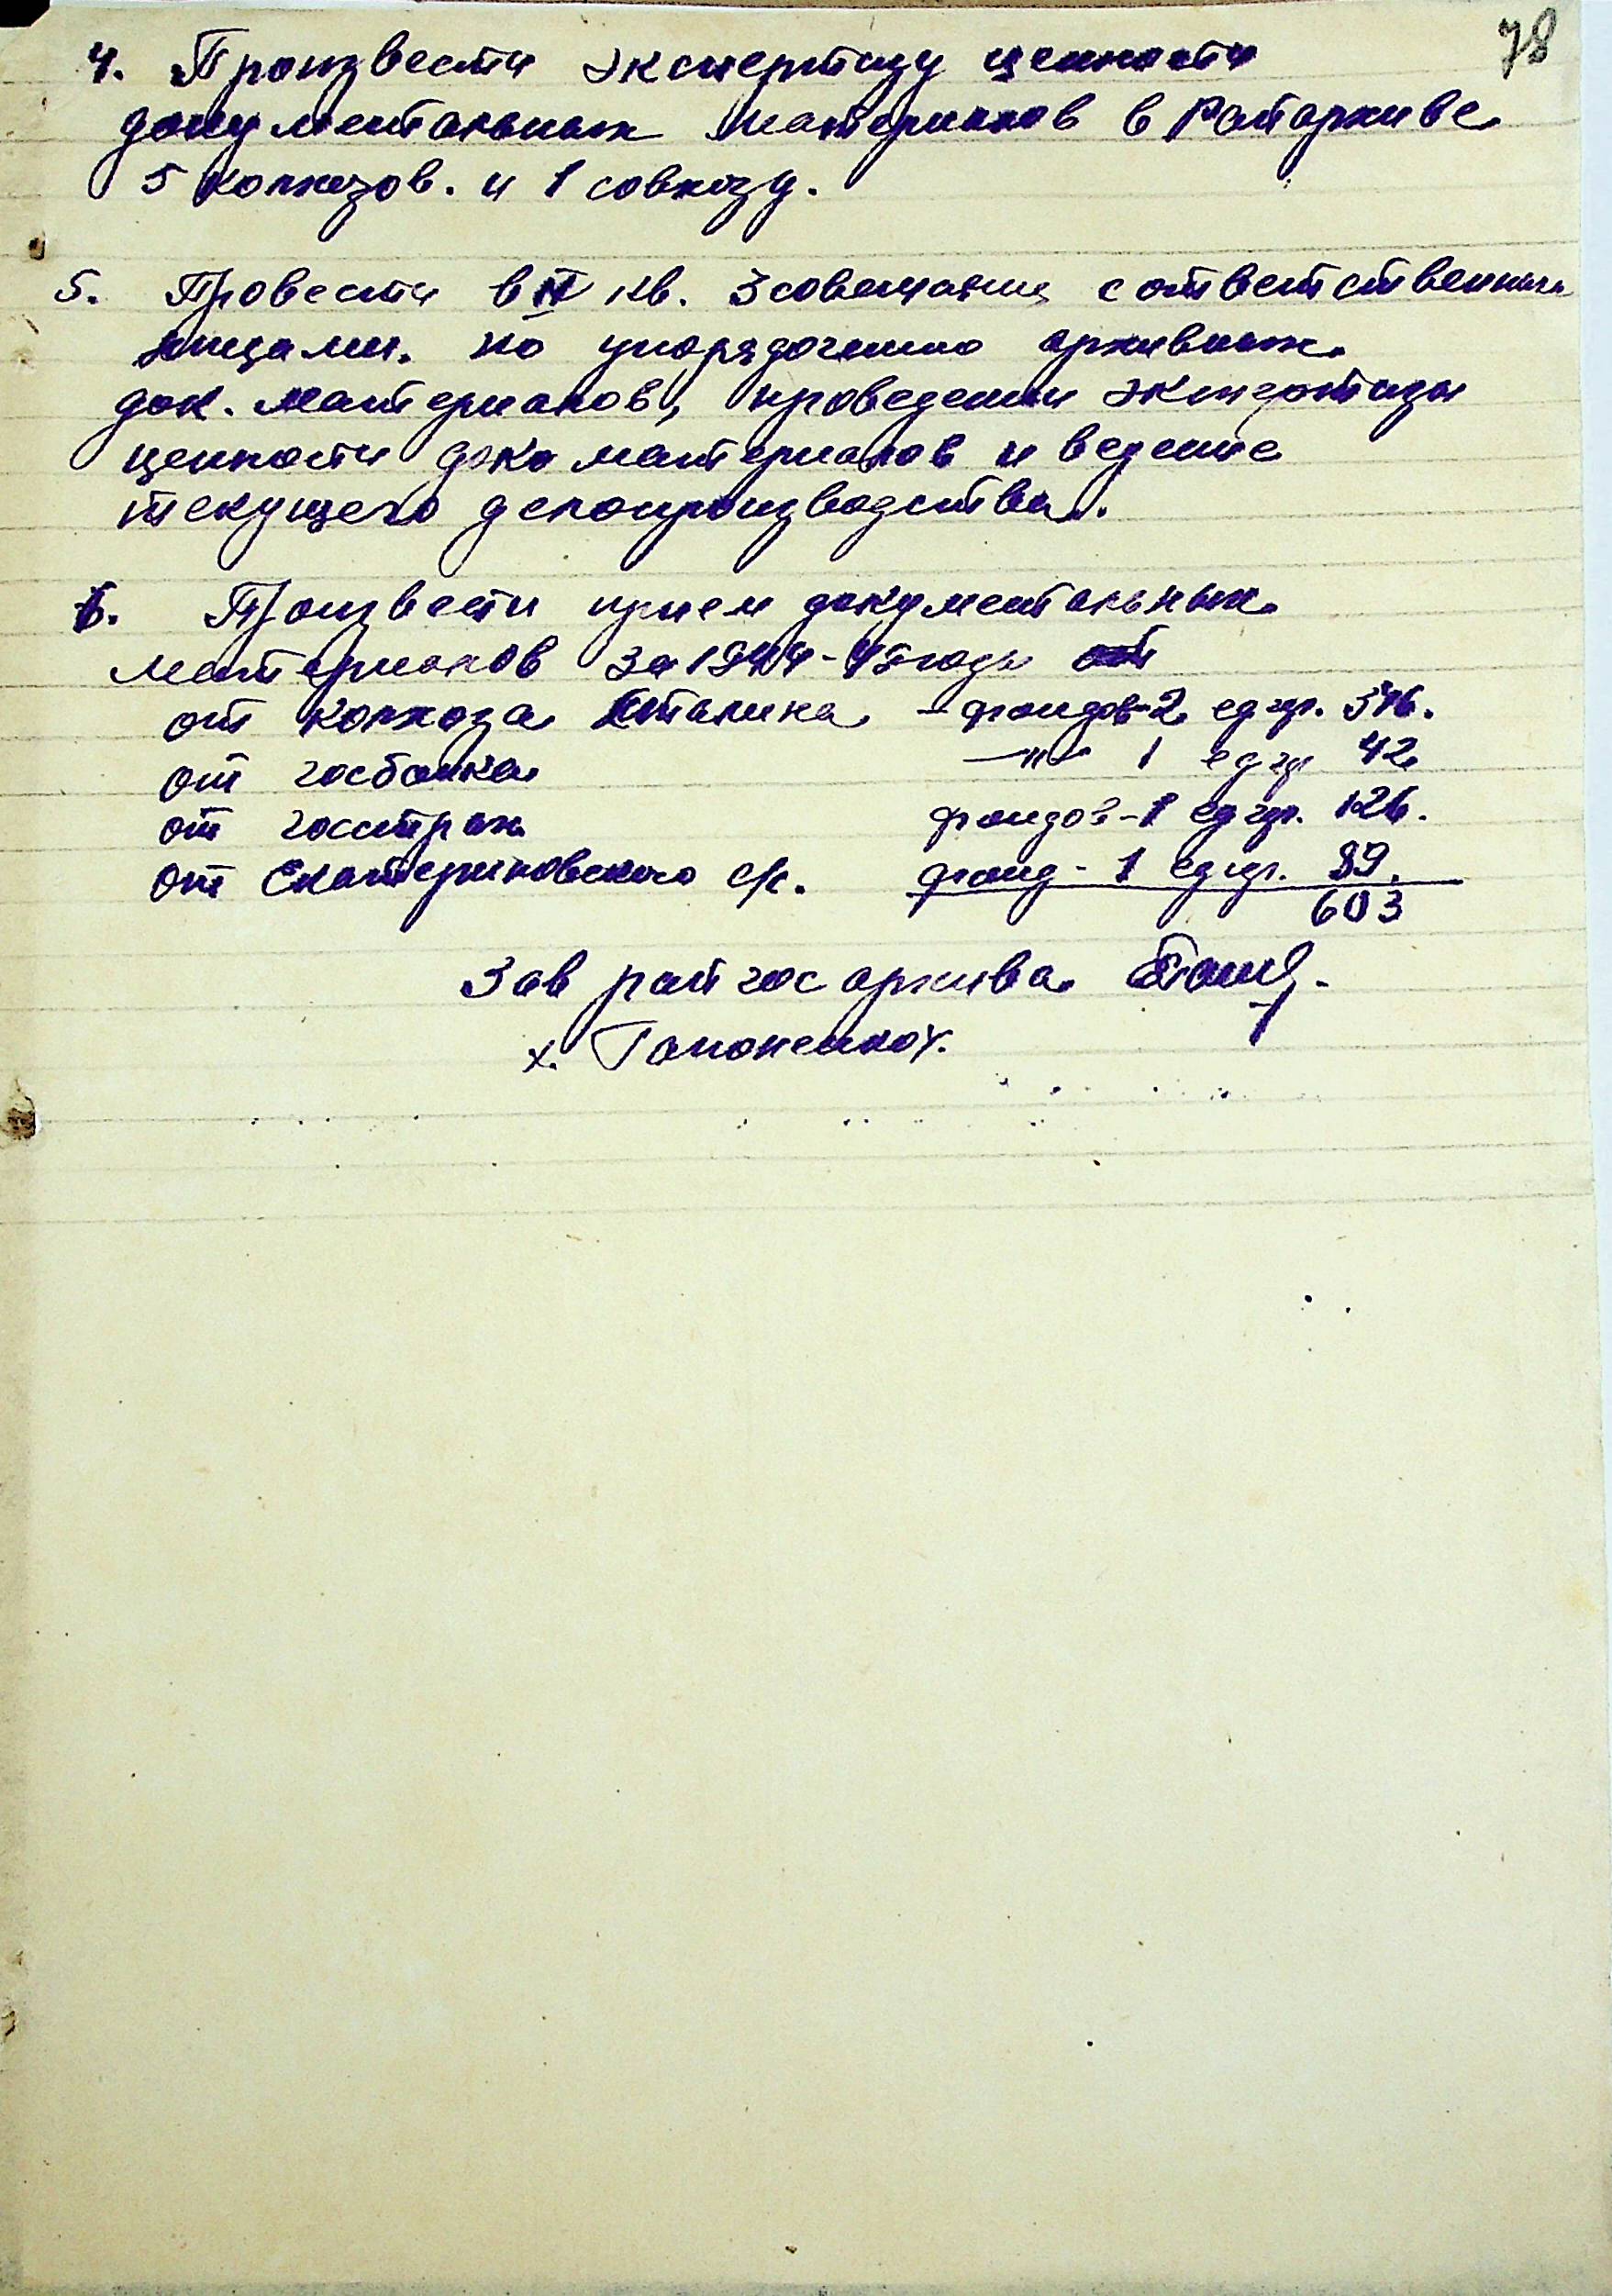 78
4. Произвести экспертизу ценности
документальных материалов в Райархиве
5 колхозов. и 1 совхозу.
5. Провести в II кв. 3 совещания с ответственными
лицами. по упорядочению архивных
док. материалов, проведении экспертизы
ценности док. материалов и ведение
текущего делопроизводства.
6. Произвести прием документальных
материалов за 1944-45 годы
от колхоза Сталина - фондов-2 ед хр. 346.
от госбанка —"— 1 ед хр 42
от госстрах фондов-1 ед хр. 126.
от Екатериновского с/с. фонд - 1 ед хр. 89.
603
Зав рай гос архива
х. Гапоненко х.